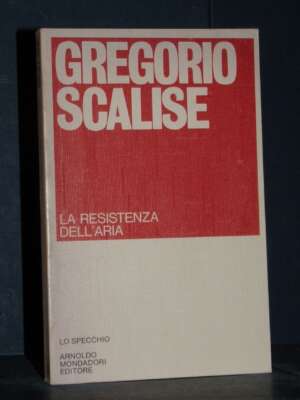 GREGORIO
SCALISE
LA RESISTENZA
DELL'ARIA
LO SPECCHIO
ARNOLDO
MONDADORI
EDITORE